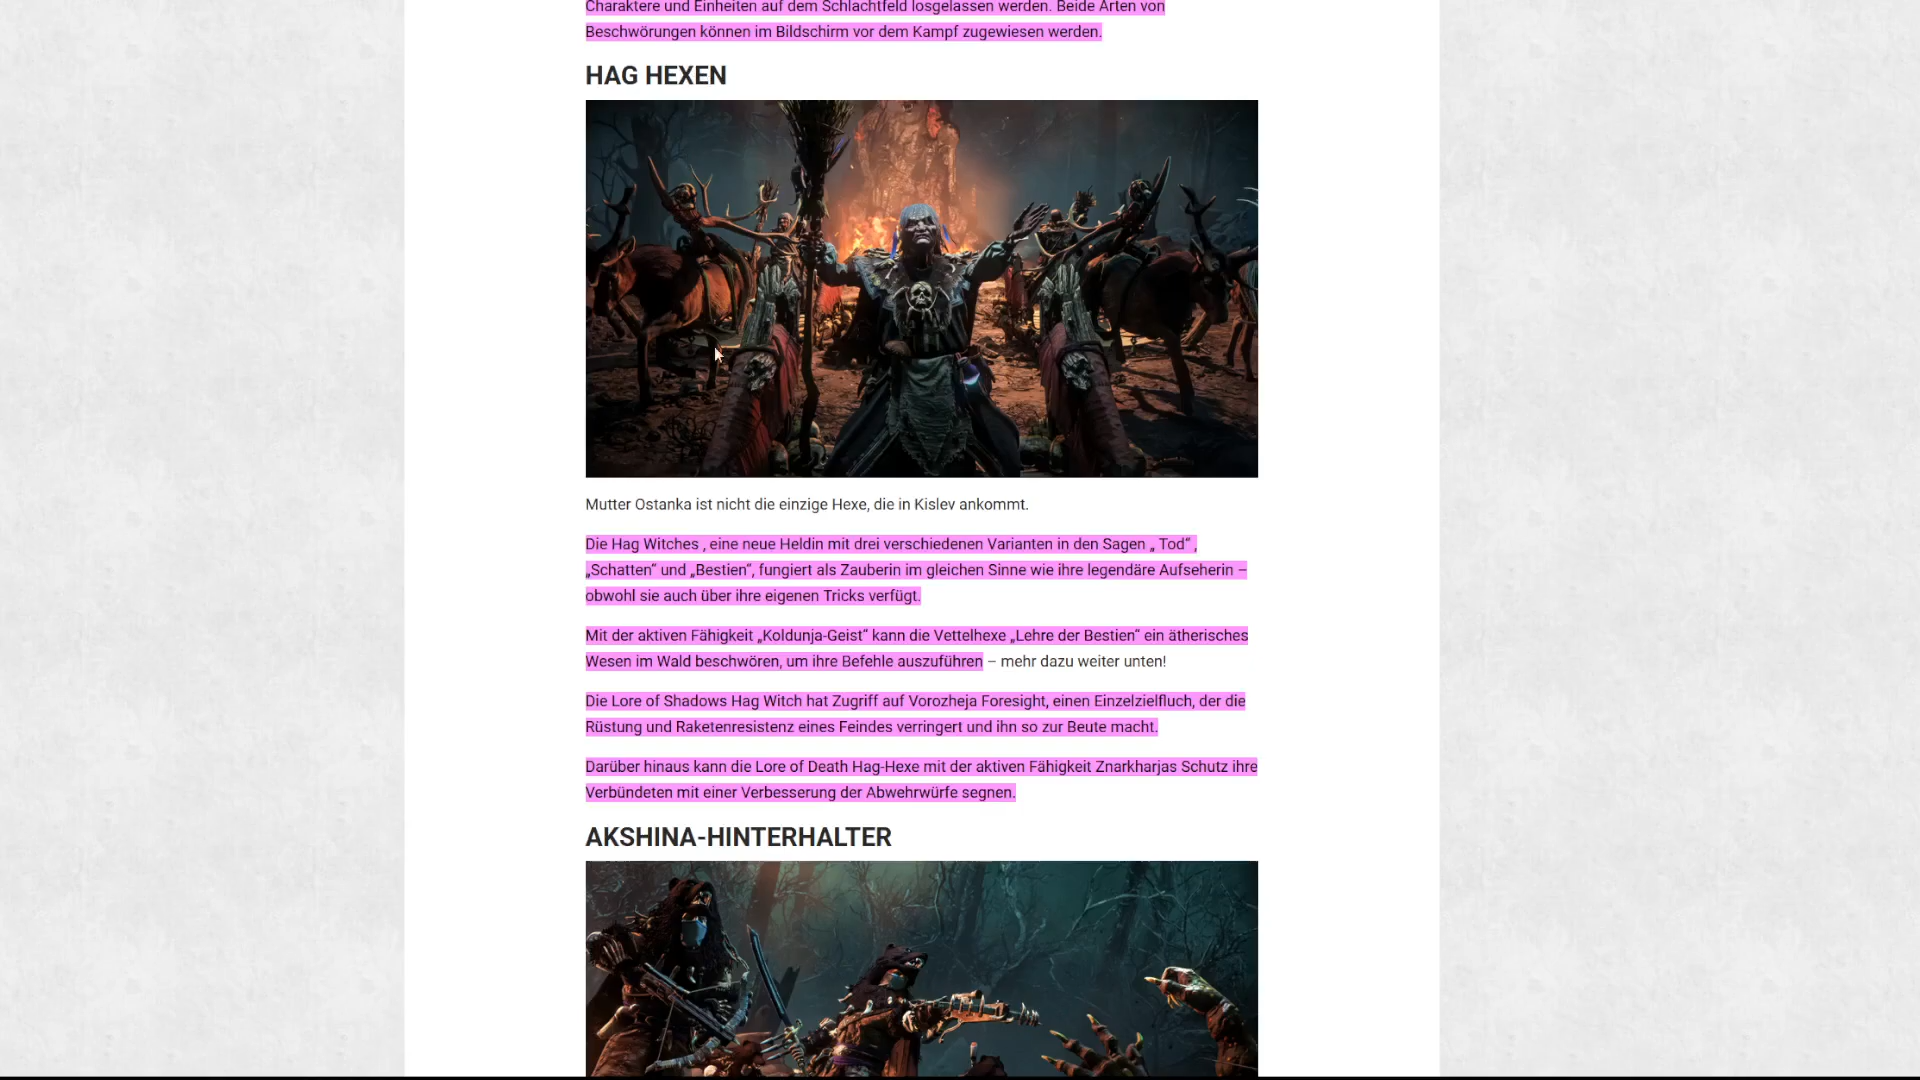 Charaktere und Einheiten auf dem Schlachtfeld losgelassen werden. Beide Arten von
Beschwörungen können im Bildschirm vor dem Kampf zugewiesen werden.
HAG HEXEN
Mutter Ostanka ist nicht die einzige Hexe, die in Kislev ankommt.
Die Hag Witches , eine neue Heldin mit drei verschiedenen Varianten in den Sagen „ Tod“ ,
„Schatten“ und „Bestien“, fungiert als Zauberin im gleichen Sinne wie ihre legendäre Aufseherin –
obwohl sie auch über ihre eigenen Tricks verfügt.
Mit der aktiven Fähigkeit „Koldunja-Geist“ kann die Vettelhexe „Lehre der Bestien“ ein ätherisches
Wesen im Wald beschwören, um ihre Befehle auszuführen – mehr dazu weiter unten!
Die Lore of Shadows Hag Witch hat Zugriff auf Vorozheja Foresight, einen Einzelzielfluch, der die
Rüstung und Raketenresistenz eines Feindes verringert und ihn so zur Beute macht.
Darüber hinaus kann die Lore of Death Hag-Hexe mit der aktiven Fähigkeit Znarkharjas Schutz ihre
Verbündeten mit einer Verbesserung der Abwehrwürfe segnen.
AKSHINA-HINTERHALTER